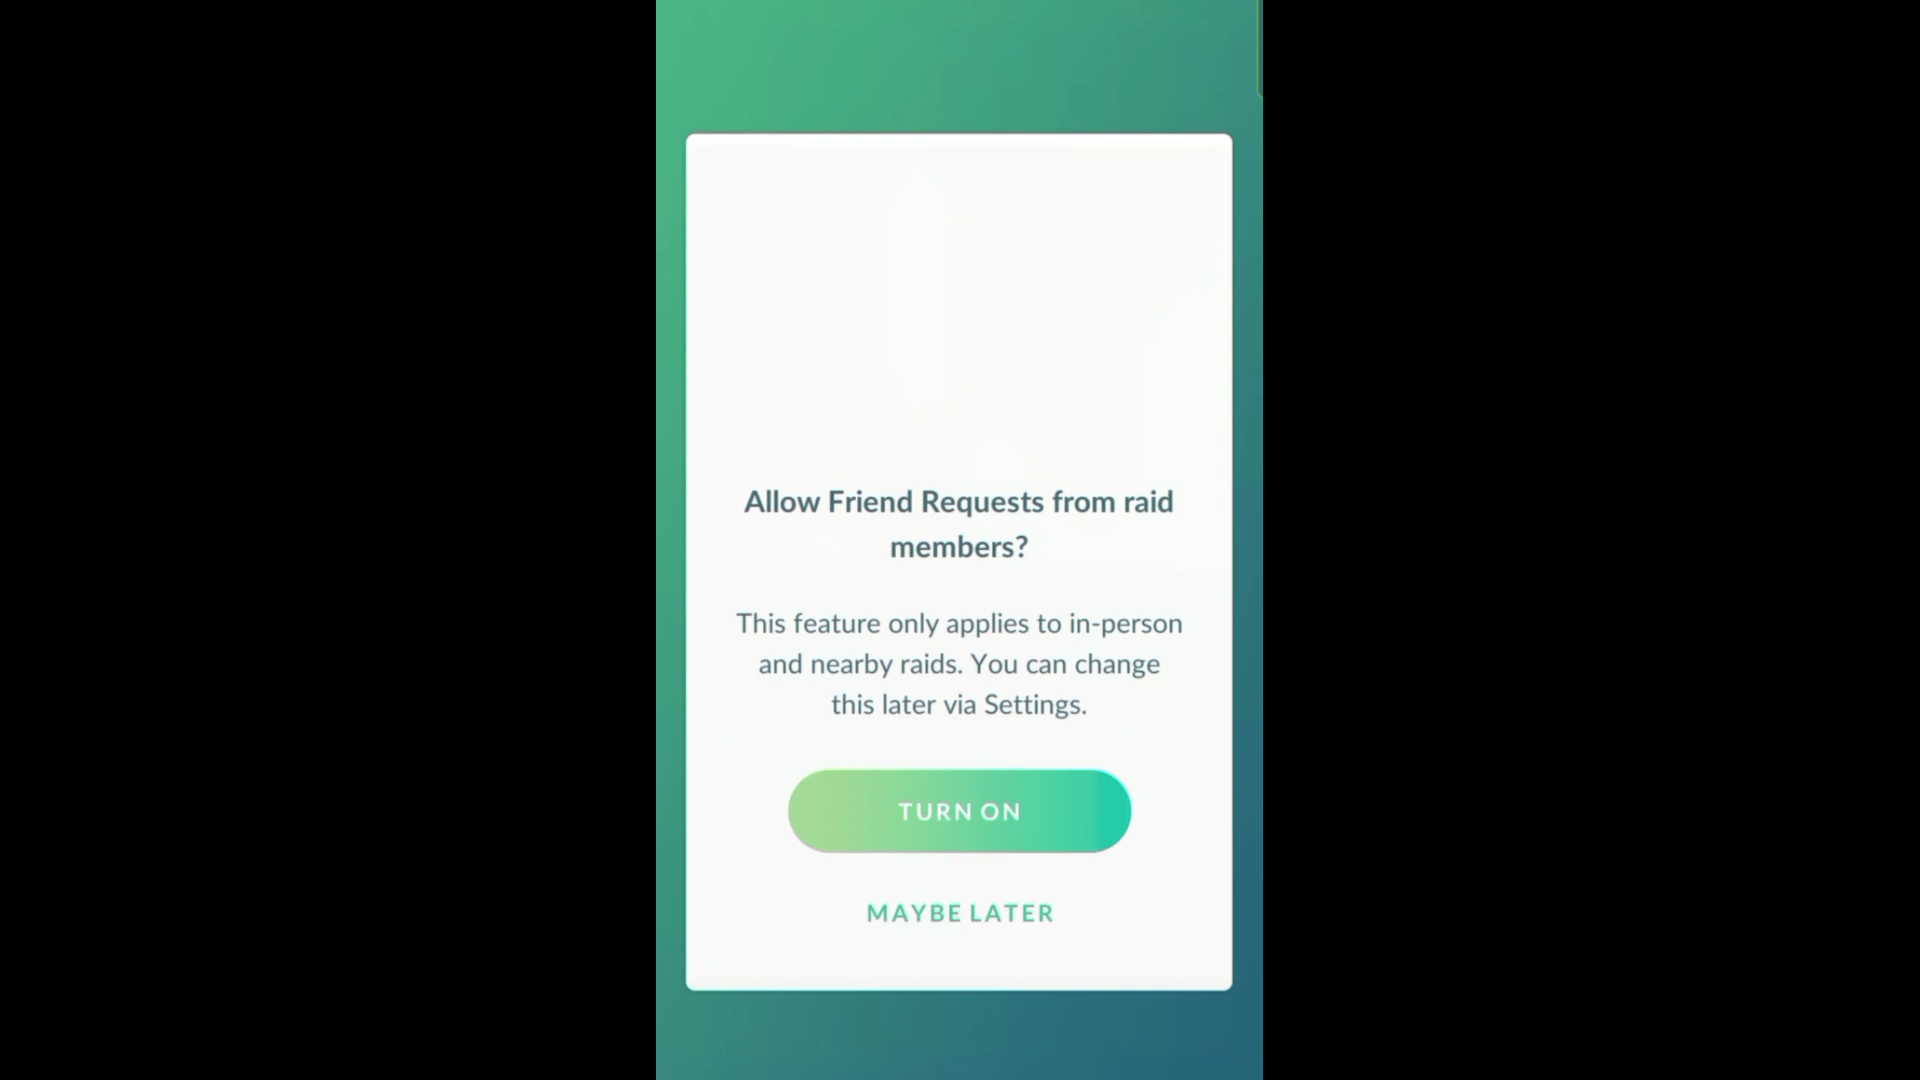 Allow Friend Requests from raid
members?
This feature only applies to in-person
and nearby raids. You can change
this later via Settings.
TURN ON
MAYBE LATER